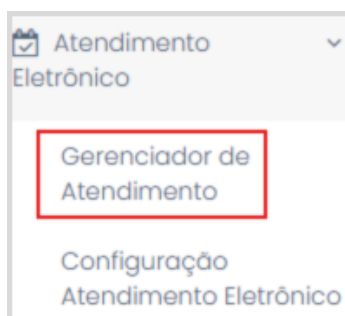 Atendimento
Eletrônico
Gerenciador de
Atendimento
Configuração
Atendimento Eletrônico